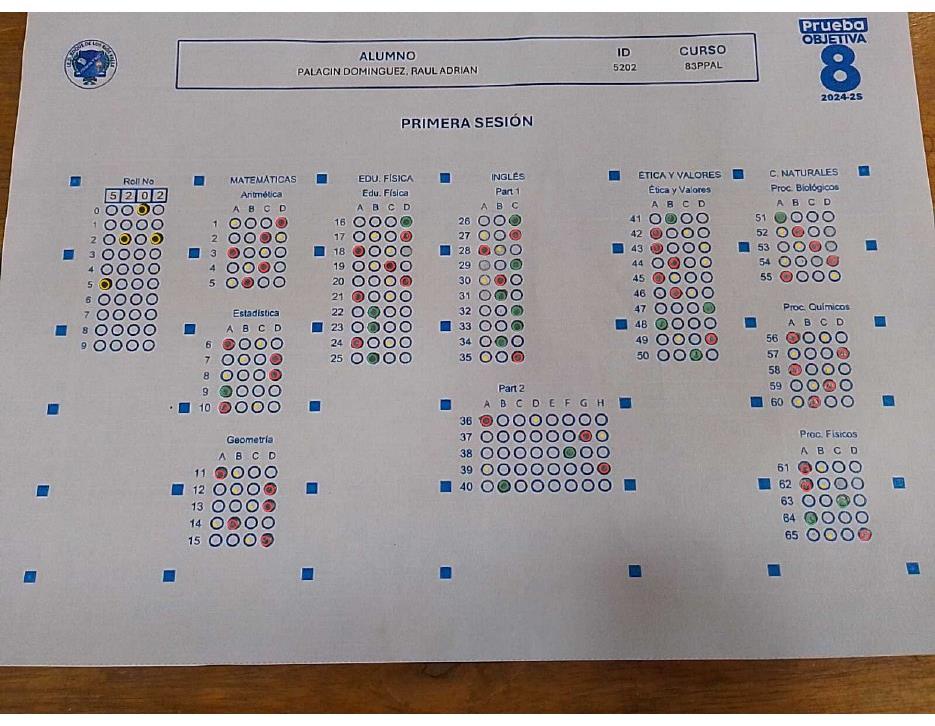 Prueba
OBJETIVA
8
2024-25
ALUMNO
PALACIN DOMINGUEZ, RAUL ADRIAN
ID
5202
CURSO
83PPAL
PRIMERA SESIÓN
Roll No
5 2 0 2
0
1
2
3
4
5
6
7
8
9
MATEMÁTICAS
Aritmética
A B C D
1
2
3
4
5
Estadística
A B C D
6
7
8
9
10
Geometría
A B C D
11
12
13
14
15
EDU. FÍSICA
Edu. Física
A B C D
16
17
18
19
20
21
22
23
24
25
INGLÉS
Part 1
A B C
26
27
28
29
30
31
32
33
34
35
Part 2
A B C D E F G H
36
37
38
39
40
ÉTICA Y VALORES
Ética y Valores
A B C D
41
42
43
44
45
46
47
48
49
50
C. NATURALES
Proc. Biológicos
A B C D
51
52
53
54
55
Proc. Químicos
A B C D
56
57
58
59
60
Proc. Físicos
A B C D
61
62
63
64
65